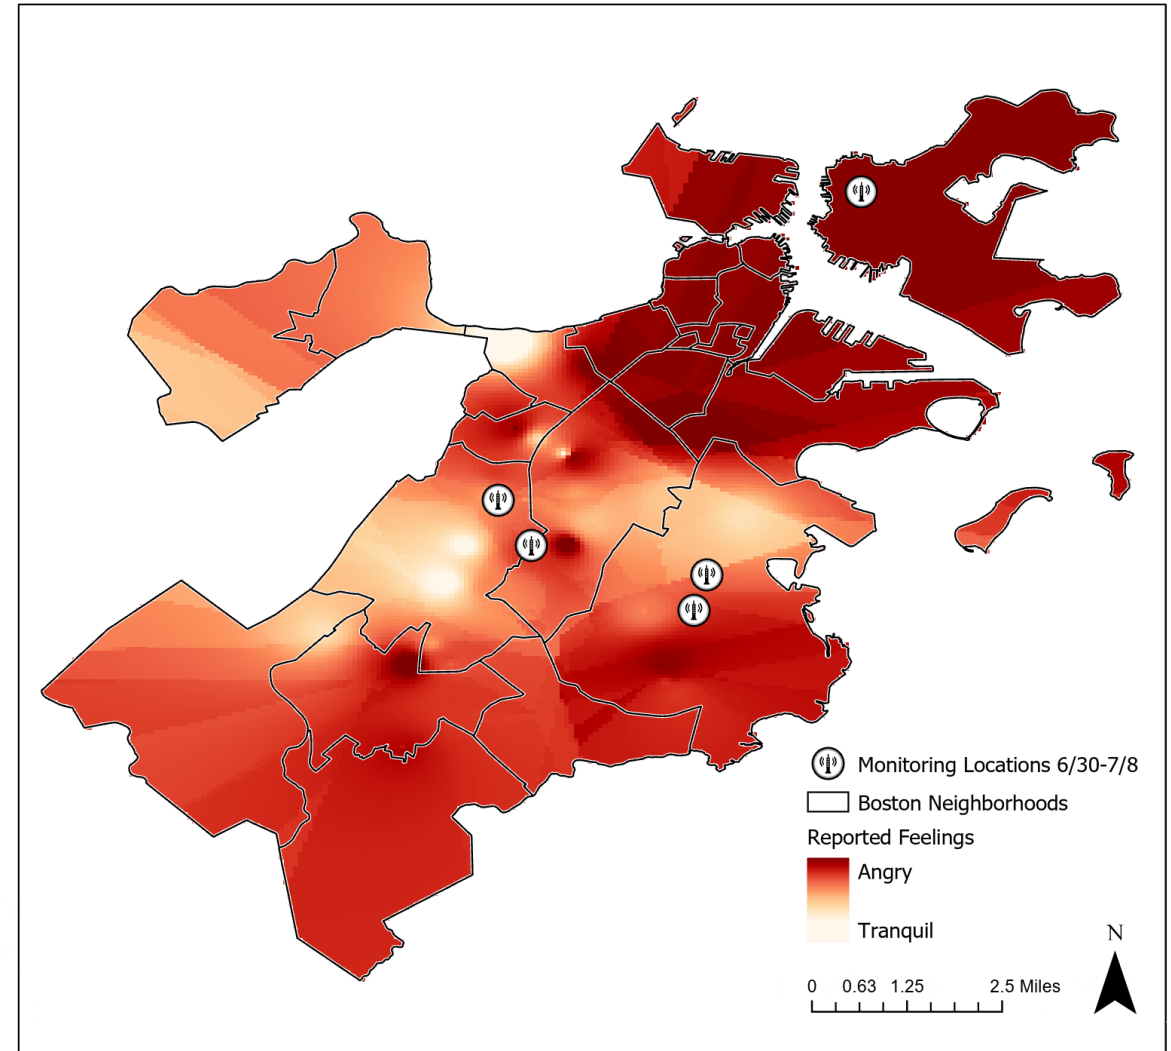 Monitoring Locations 6/30-7/8
Boston Neighborhoods
Reported Feelings
Angry
Tranquil
N
0 0.63 1.25 2.5 Miles